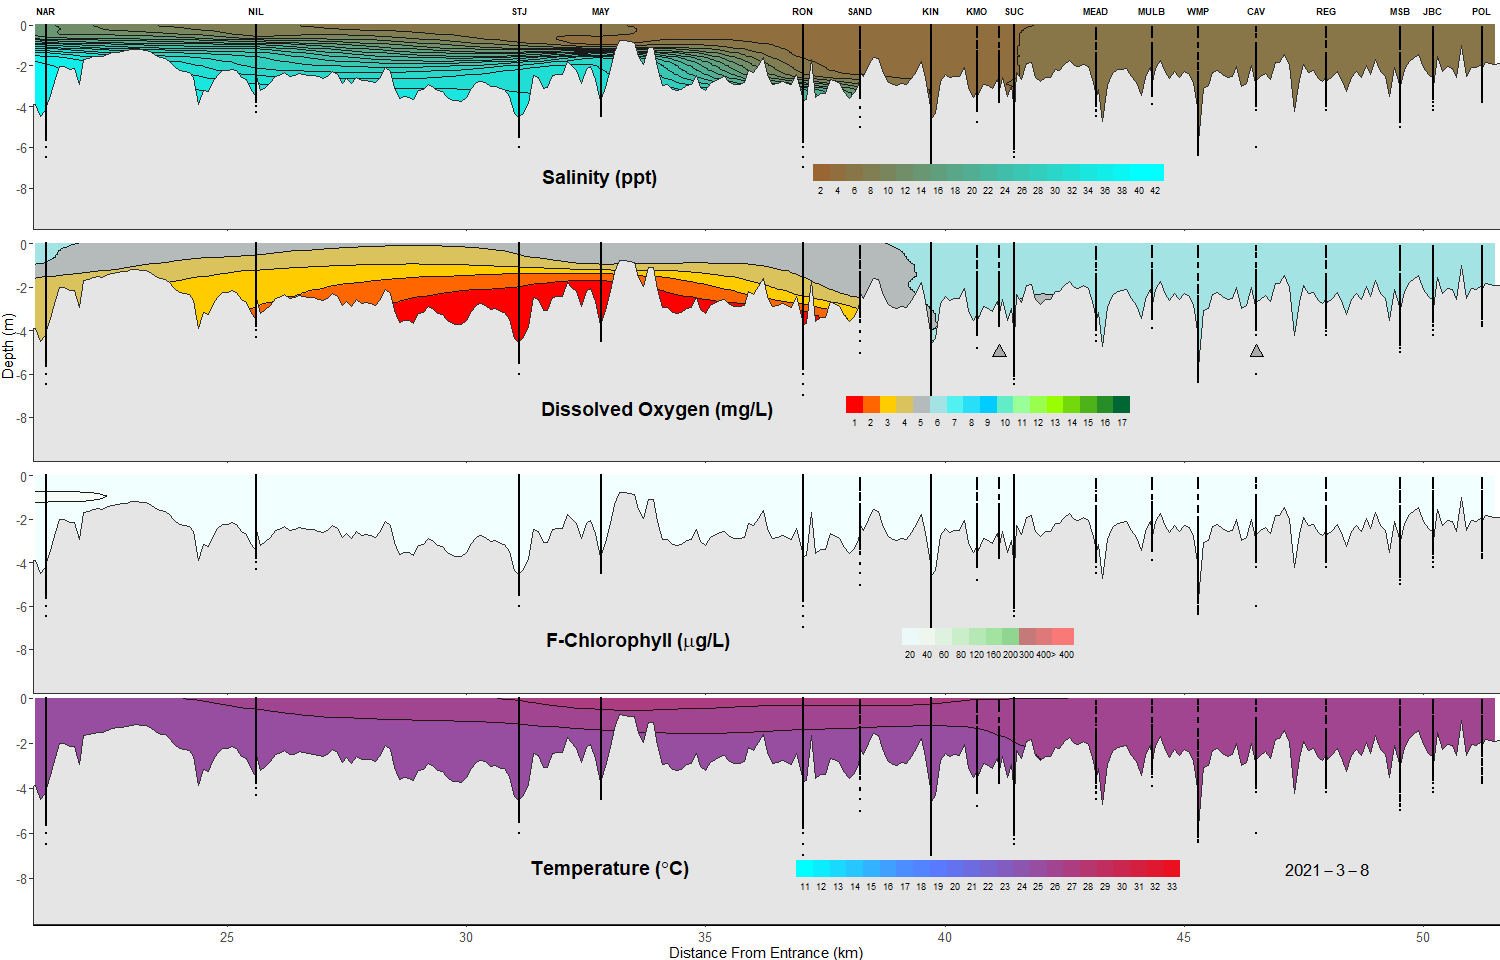 NAR NIL STJ MAY RON SAND KIN KMO SUC MEAD MULB WMP CAV REG MSB JBC POL
0
-2
-4
-6
-8
Salinity (ppt)
2 4 6 8 10 12 14 16 18 20 22 24 26 28 30 32 34 36 38 40 42
0
-2
-4
-6
-8
Dissolved Oxygen (mg/L)
1 2 3 4 5 6 7 8 9 10 11 12 13 14 15 16 17
Depth (m)
0
-2
-4
-6
-8
F-Chlorophyll (μg/L)
20 40 60 80 120 160 200 300 400> 400
0
-2
-4
-6
-8
Temperature (°C)
11 12 13 14 15 16 17 18 19 20 21 22 23 24 25 26 27 28 29 30 31 32 33
2021 – 3 – 8
25 30 35 40 45 50
Distance From Entrance (km)